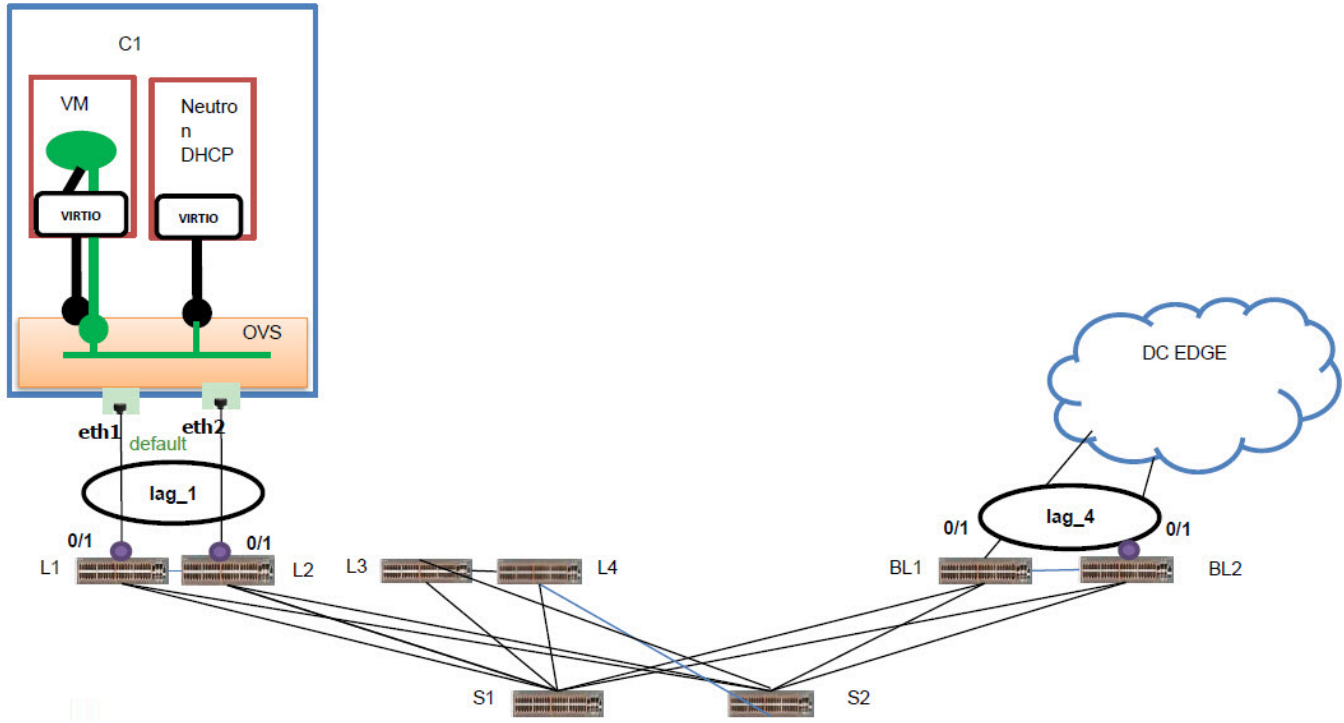 C1
VM
Neutro
n
DHCP
VIRTIO
VIRTIO
OVS
eth1
eth2
default
lag_1
0/1
0/1
L1
L2
L3
L4
DC EDGE
lag_4
0/1
0/1
BL1
BL2
S1
S2